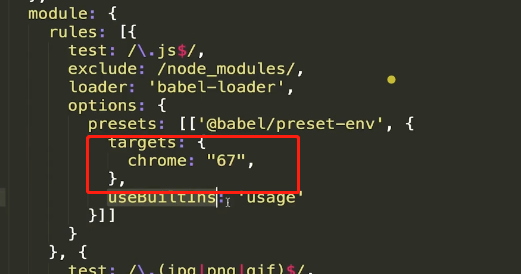 module: {
rules: [{
test: /\.js$/,
exclude: /node_modules/,
loader: 'babel-loader',
options: {
presets: [['@babel/preset-env', {
targets: {
chrome: "67",
},
useBuiltIns: 'usage'
}]]
}
}, {
test: /\.(jpg|png|gif)$/,